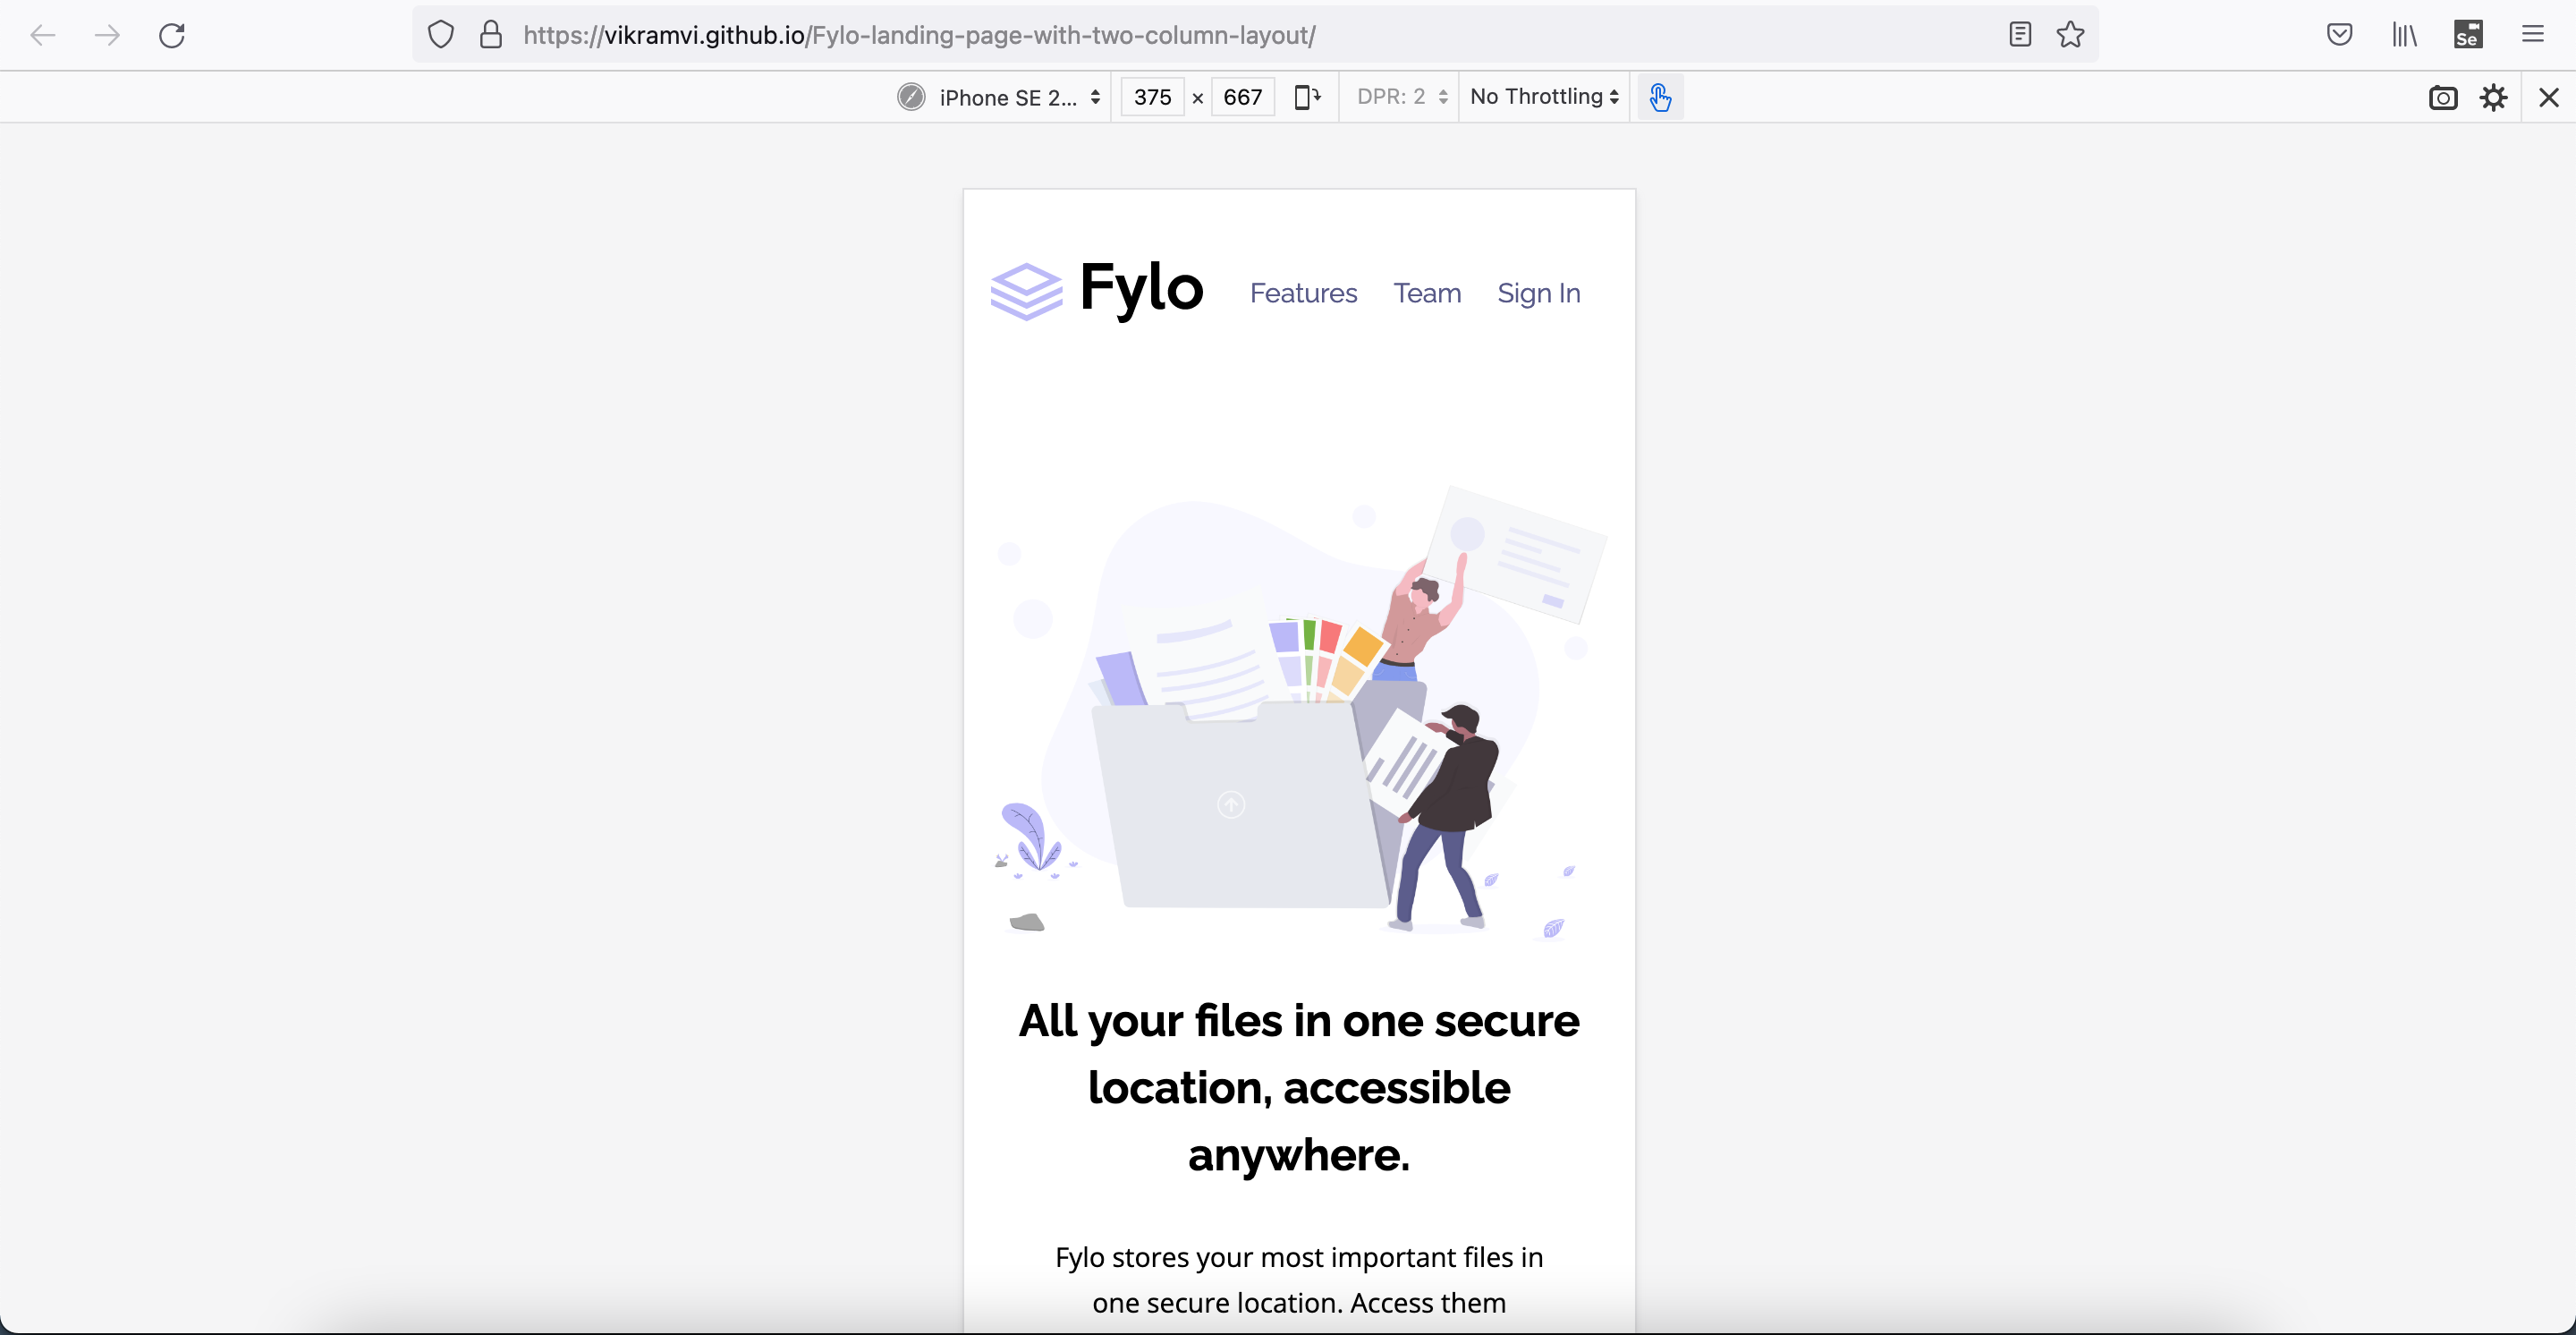 https://vikramvi.github.io/Fylo-landing-page-with-two-column-layout/
Se
iPhone SE 2... 375 × 667 DPR: 2 No Throttling
Fylo Features Team Sign In
All your files in one secure
location, accessible
anywhere.
Fylo stores your most important files in
one secure location. Access them